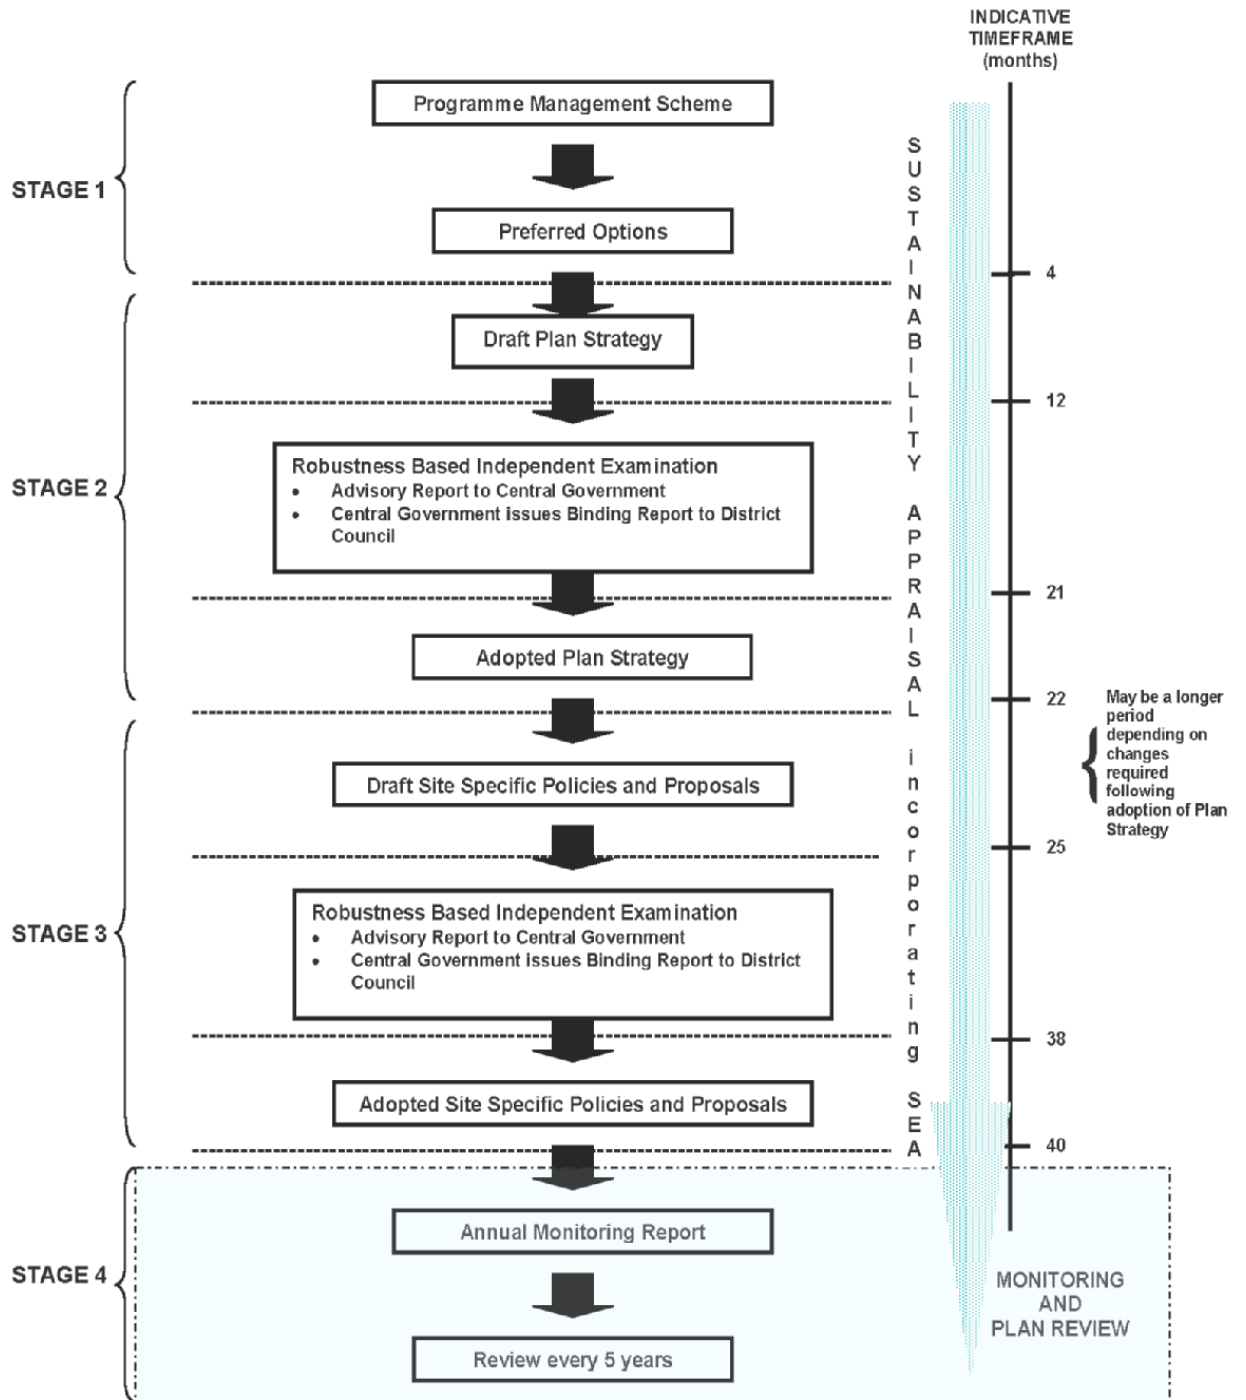 INDICATIVE
TIMEFRAME
(months)
STAGE 1
Programme Management Scheme
Preferred Options
4
STAGE 2
Draft Plan Strategy
12
Robustness Based Independent Examination
• Advisory Report to Central Government
• Central Government issues Binding Report to District
Council
21
Adopted Plan Strategy
22
May be a longer
period
depending on
changes
required
following
adoption of Plan
Strategy
STAGE 3
Draft Site Specific Policies and Proposals
25
Robustness Based Independent Examination
• Advisory Report to Central Government
• Central Government issues Binding Report to District
Council
38
Adopted Site Specific Policies and Proposals
40
SUSTAINABILITY APPRAISAL incorporating SEA
STAGE 4
Annual Monitoring Report
Review every 5 years
MONITORING
AND
PLAN REVIEW